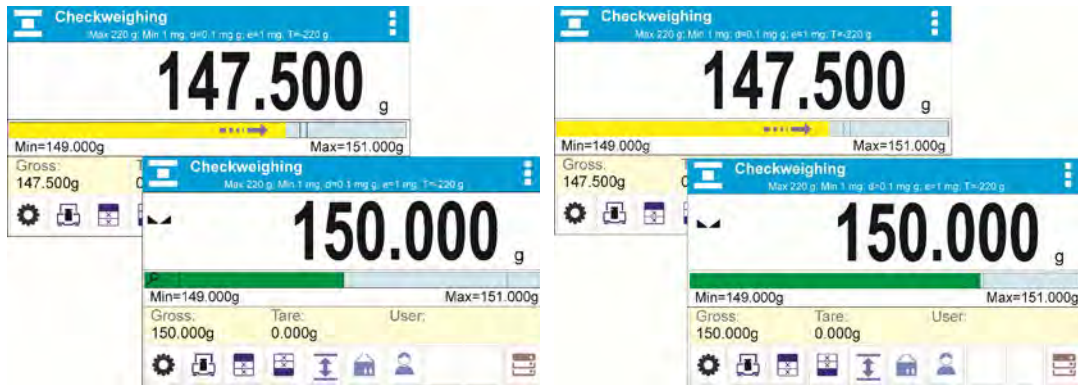 Checkweighing
Max 220 g; Min 1 mg; d=0.1 mg g; e=1 mg; T=-220 g
147.500 g
Min=149.000g Max=151.000g
Gross:
147.500g
Checkweighing
Max 220 g; Min 1 mg; d=0.1 mg g; e=1 mg; T=-220 g
150.000 g
Min=149.000g Max=151.000g
Gross: Tare: User:
150.000g 0.000g
Checkweighing
Max 220 g; Min 1 mg; d=0.1 mg g; e=1 mg; T=-220 g
147.500 g
Min=149.000g Max=151.000g
Gross:
147.500g
Checkweighing
Max 220 g; Min 1 mg; d=0.1 mg g; e=1 mg; T=-220 g
150.000 g
Min=149.000g Max=151.000g
Gross: Tare: User:
150.000g 0.000g